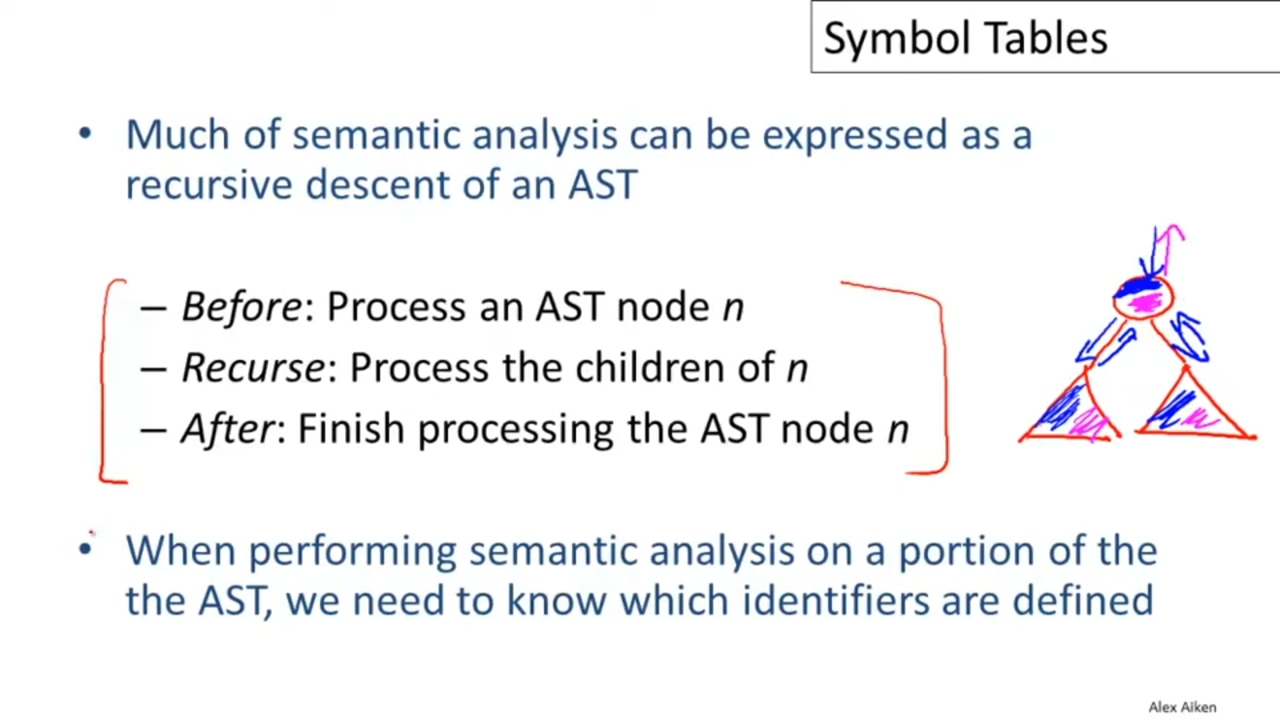 Symbol Tables
• Much of semantic analysis can be expressed as a
recursive descent of an AST
– Before: Process an AST node n
– Recurse: Process the children of n
– After: Finish processing the AST node n
• When performing semantic analysis on a portion of the
the AST, we need to know which identifiers are defined
Alex Aiken